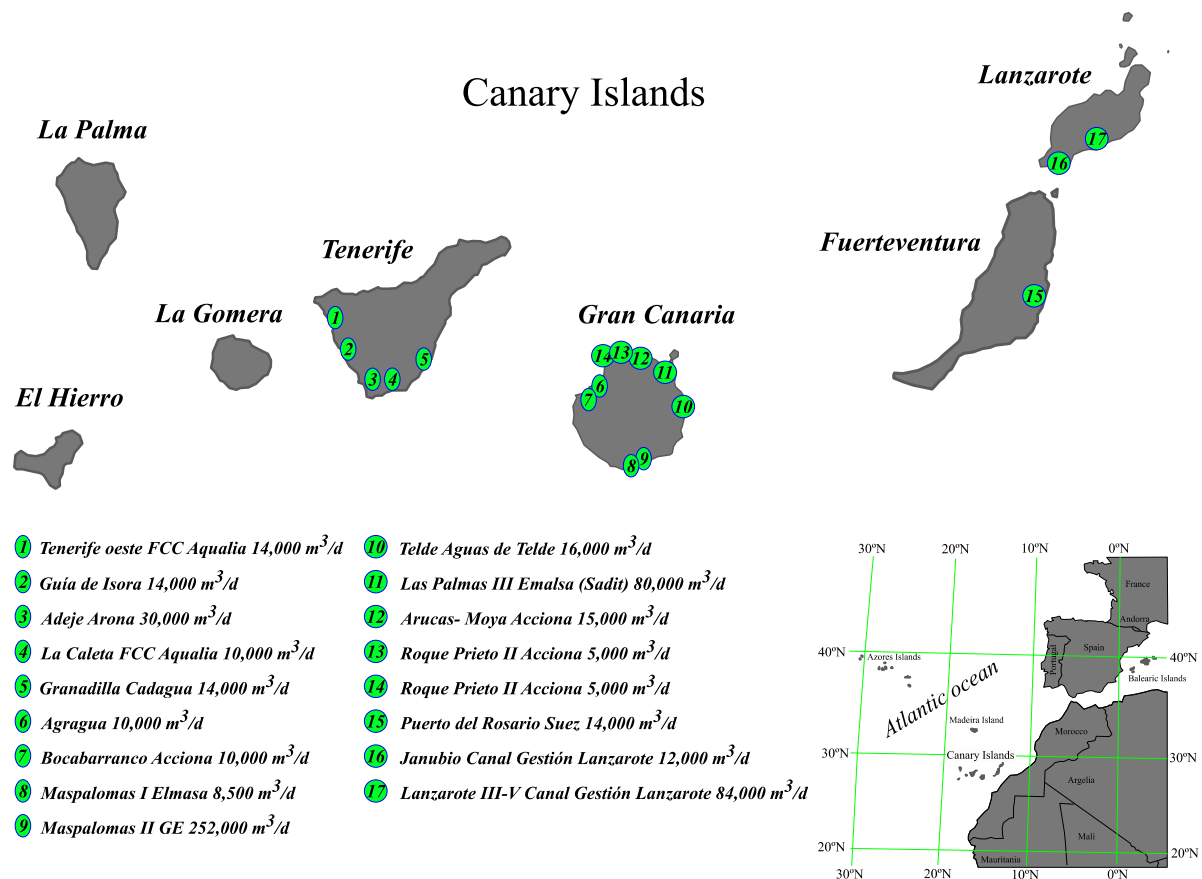 Canary Islands
Lanzarote
La Palma
Tenerife
Fuerteventura
La Gomera
Gran Canaria
El Hierro
17
16
15
1
2
3
4
5
14
13
12
11
6
7
10
8
9
1 Tenerife oeste FCC Aqualia 14,000 m³/d
2 Guía de Isora 14,000 m³/d
3 Adeje Arona 30,000 m³/d
4 La Caleta FCC Aqualia 10,000 m³/d
5 Granadilla Cadagua 14,000 m³/d
6 Agragua 10,000 m³/d
7 Bocabarranco Acciona 10,000 m³/d
8 Maspalomas I Elmasa 8,500 m³/d
9 Maspalomas II GE 252,000 m³/d
10 Telde Aguas de Telde 16,000 m³/d
11 Las Palmas III Emalsa (Sadit) 80,000 m³/d
12 Arucas- Moya Acciona 15,000 m³/d
13 Roque Prieto II Acciona 5,000 m³/d
14 Roque Prieto II Acciona 5,000 m³/d
15 Puerto del Rosario Suez 14,000 m³/d
16 Janubio Canal Gestión Lanzarote 12,000 m³/d
17 Lanzarote III-V Canal Gestión Lanzarote 84,000 m³/d
30ºN 20ºN 10ºN 0ºN
France
Andorra
Spain
Portugal
40ºN
40ºN
Azores Islands
Balearic Islands
Atlantic ocean
Madeira Island
Morocco
Canary Islands
30ºN
30ºN
Argelia
Mali
20ºN
20ºN
Mauritania
30ºN 20ºN 10ºN 0ºN